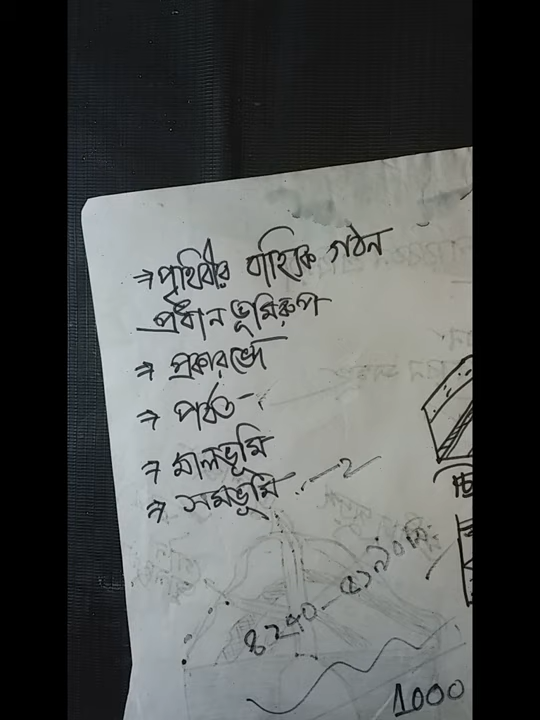 ⇒ পৃথিবীর বাহ্যিক গঠন
প্রধান ভূমিরুপ
⇒ প্রকারভেদ
⇒ পর্বত
⇒ মালভূমি
⇒ সমভূমি
1000